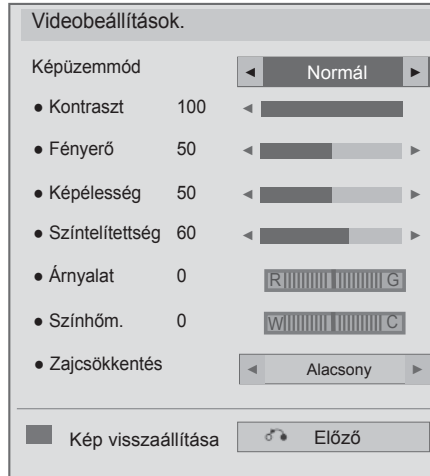 Videobeállítások.
Képüzemmód ◄ Normál ►
● Kontraszt 100 ◄
● Fényerő 50 ◄ ►
● Képélesség 50 ◄ ►
● Színtelítettség 60 ◄ ►
● Árnyalat 0 R G
● Színhőm. 0 W C
● Zajcsökkentés ◄ Alacsony ►
Kép visszaállítása Előző